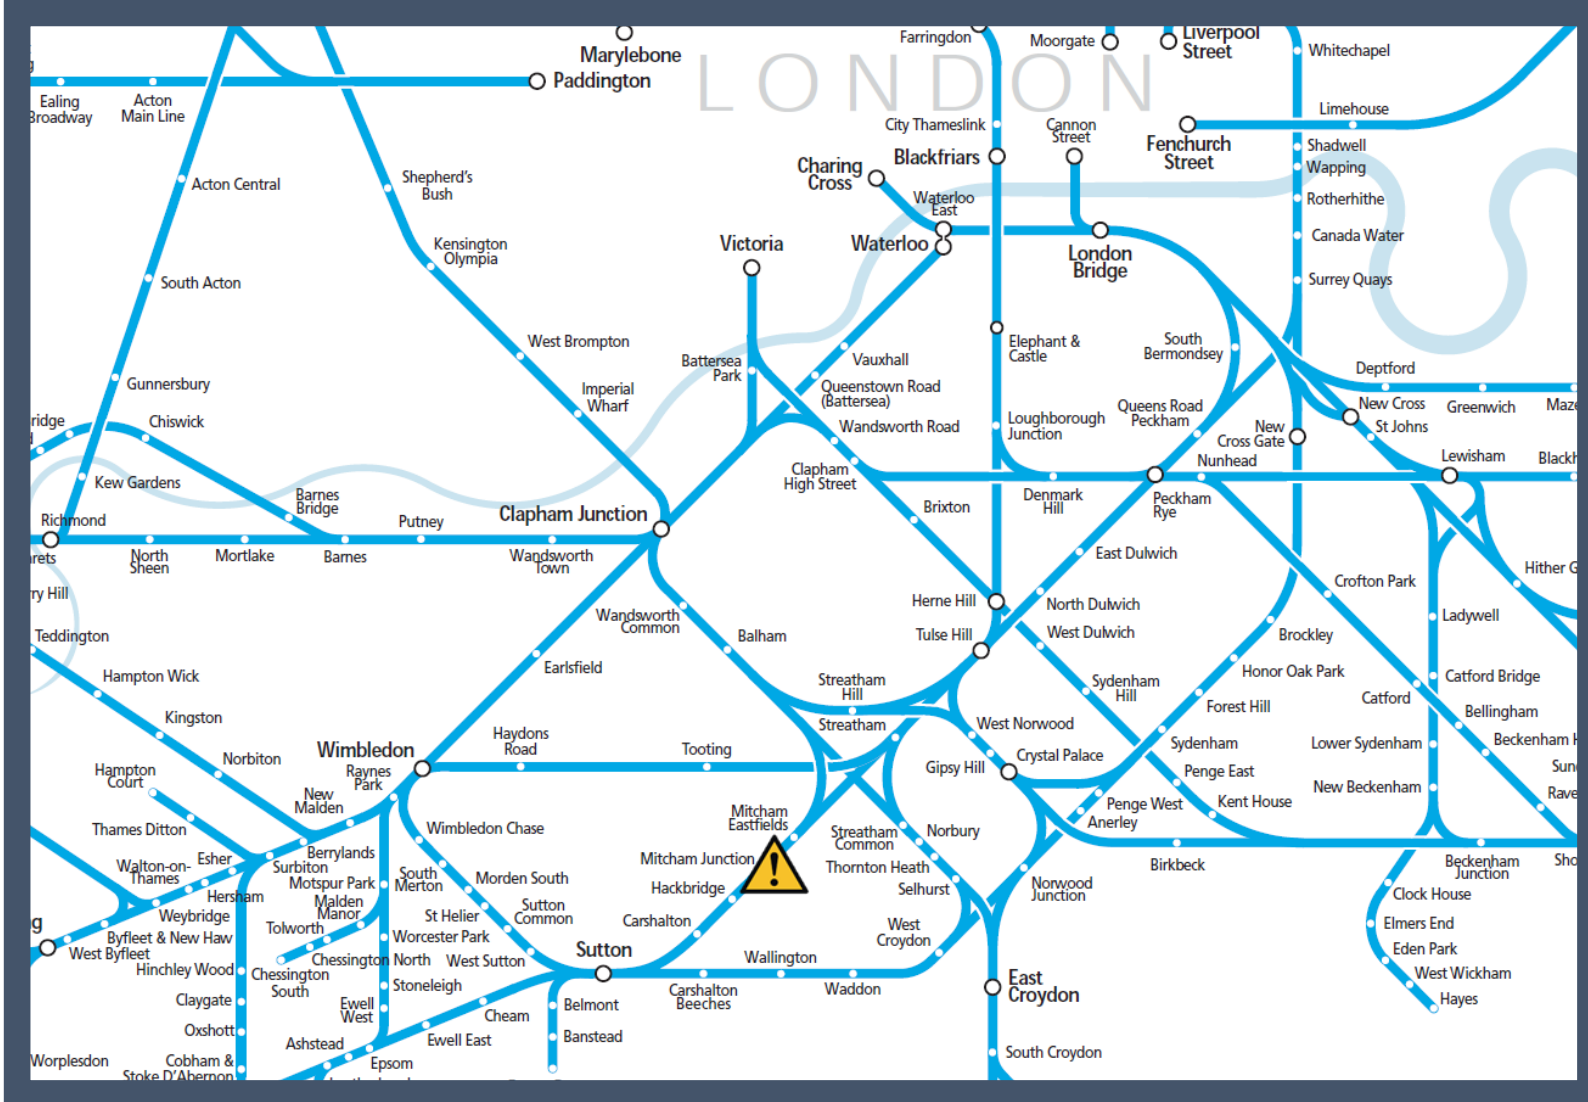 Marylebone
Paddington
Farringdon
Moorgate
Liverpool
Street
Whitechapel
LONDON
Ealing
Broadway
Acton
Main Line
Limehouse
City Thameslink
Cannon
Street
Fenchurch
Street
Shadwell
Wapping
Blackfriars
Charing
Cross
Acton Central
Shepherd's
Bush
Waterloo
East
Rotherhithe
Victoria
Waterloo
London
Bridge
Canada Water
Kensington
Olympia
South Acton
Surrey Quays
West Brompton
Battersea
Park
Vauxhall
Elephant &
Castle
South
Bermondsey
Deptford
Gunnersbury
Imperial
Wharf
Queenstown Road
(Battersea)
Queens Road
Peckham
New Cross
Greenwich
Maze
ridge
Chiswick
Wandsworth Road
Loughborough
Junction
New
Cross Gate
St Johns
Kew Gardens
Clapham
High Street
Nunhead
Lewisham
Blackh
Barnes
Bridge
Denmark
Hill
Peckham
Rye
Richmond
Putney
Clapham Junction
Brixton
North
Sheen
Mortlake
Barnes
Wandsworth
Town
East Dulwich
Hither G
rry Hill
Crofton Park
Teddington
Wandsworth
Common
Balham
Herne Hill
Tulse Hill
North Dulwich
West Dulwich
Ladywell
Brockley
Hampton Wick
Earlsfield
Streatham
Hill
Sydenham
Hill
Honor Oak Park
Catford Bridge
Catford
Kingston
Streatham
West Norwood
Forest Hill
Bellingham
Wimbledon
Haydons
Road
Tooting
Crystal Palace
Sydenham
Lower Sydenham
Beckenham H
Norbiton
Hampton
Court
Raynes
Park
Gipsy Hill
Penge East
New Beckenham
Sun
Rave
New
Malden
Mitcham
Eastfields
Penge West
Kent House
Thames Ditton
Wimbledon Chase
Streatham
Common
Norbury
Anerley
Walton-on-
Thames
Esher
Berrylands
Surbiton
South
Merton
Mitcham Junction
Thornton Heath
Birkbeck
Beckenham
Junction
Sho
Hersham
Motspur Park
Morden South
Hackbridge
Selhurst
Norwood
Junction
Clock House
Weybridge
Malden
Manor
St Helier
Sutton
Common
Carshalton
West
Croydon
Elmers End
Tolworth
Byfleet & New Haw
Worcester Park
Eden Park
g
West Byfleet
Chessington North
West Sutton
Sutton
Wallington
West Wickham
Hinchley Wood
Chessington
South
Stoneleigh
Carshalton
Beeches
Waddon
East
Croydon
Hayes
Claygate
Ewell
West
Belmont
Cheam
Oxshott
Ashstead
Ewell East
Banstead
Worplesdon
Cobham &
Stoke D'Abernon
Epsom
South Croydon